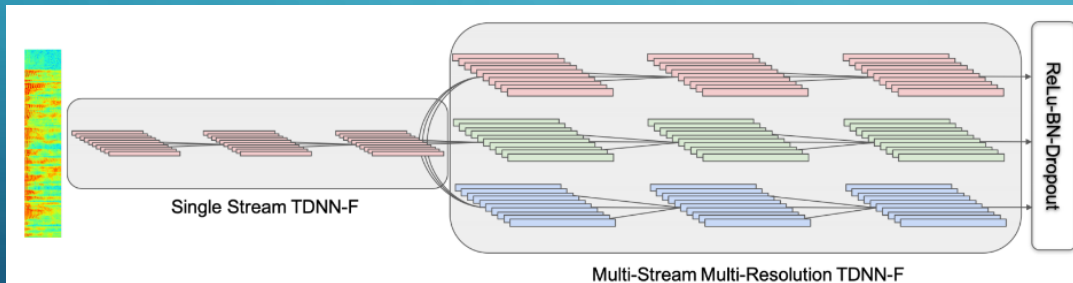 Single Stream TDNN-F
Multi-Stream Multi-Resolution TDNN-F
ReLu-BN-Dropout